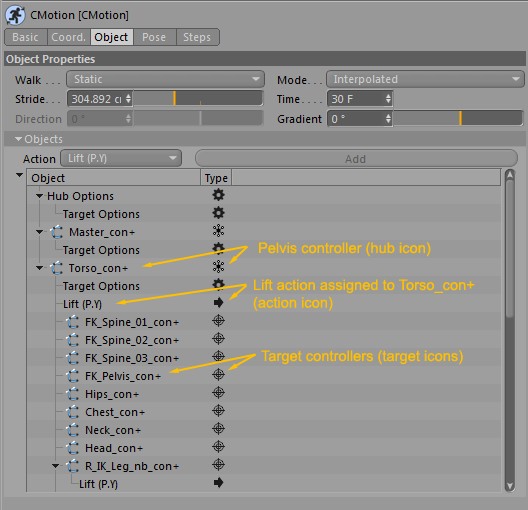 CMotion [CMotion]
Basic Coord. Object Pose Steps
Object Properties
Walk . . . . Static Mode . . . . Interpolated
Stride . . . 304.892 c Time . . . . 30 F
Direction 0 ° Gradient 0 °
Objects
Action Lift (P.Y) Add
Object Type
Hub Options
Target Options
Master_con+
Target Options
Pelvis controller (hub icon)
Torso_con+
Target Options
Lift action assigned to Torso_con+
Lift (P.Y)
(action icon)
FK_Spine_01_con+
FK_Spine_02_con+
FK_Spine_03_con+
Target controllers (target icons)
FK_Pelvis_con+
Hips_con+
Chest_con+
Neck_con+
Head_con+
R_IK_Leg_nb_con+
Lift (P.Y)